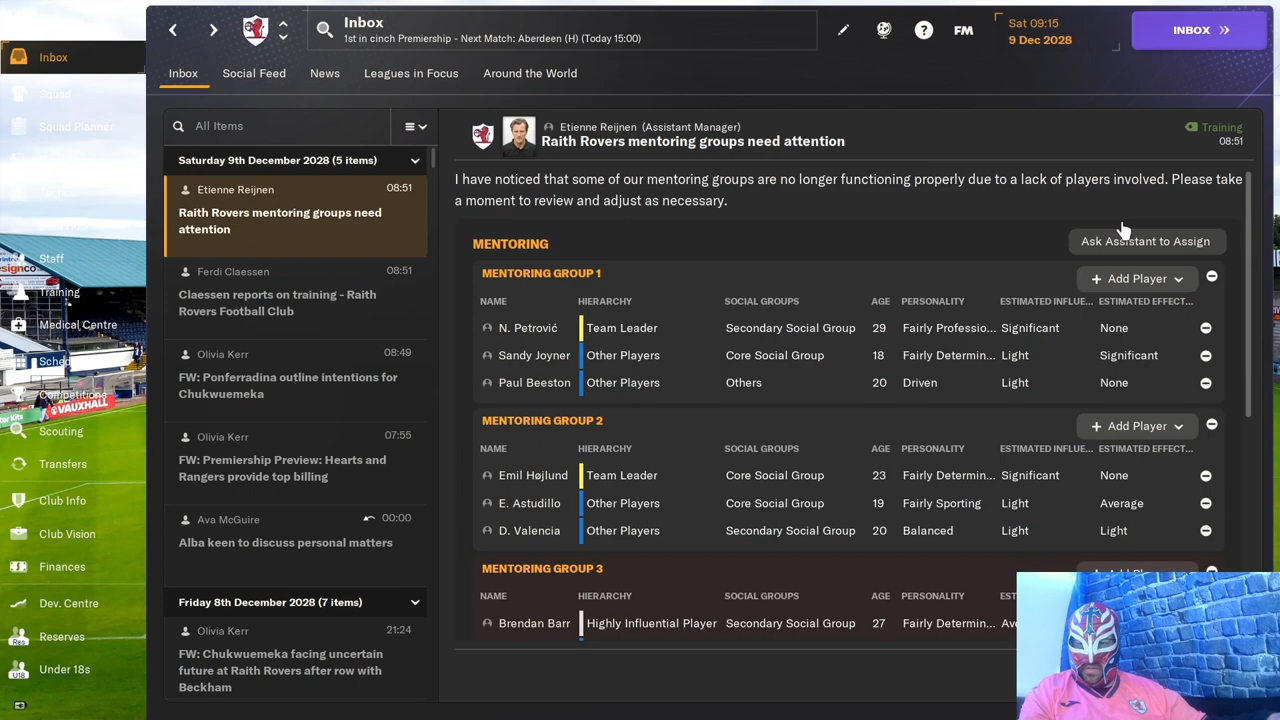 Inbox
1st in cinch Premiership - Next Match: Aberdeen (H) (Today 15:00)
FM
Sat 09:15
9 Dec 2028
INBOX
Inbox
Social Feed
News
Leagues in Focus
Around the World
Inbox
Squad
Squad Planner
Staff
Training
Medical Centre
Sched
Competitions
VAUXHALL
Scouting
Transfers
Club Info
Club Vision
Finances
Dev. Centre
Reserves
Under 18s
All Items
Saturday 9th December 2028 (5 items)
Etienne Reijnen 08:51
Raith Rovers mentoring groups need
attention
Ferdi Claessen 08:51
Claessen reports on training - Raith
Rovers Football Club
Olivia Kerr 08:49
FW: Ponferradina outline intentions for
Chukwuemeka
Olivia Kerr 07:55
FW: Premiership Preview: Hearts and
Rangers provide top billing
Ava McGuire 00:00
Alba keen to discuss personal matters
Friday 8th December 2028 (7 items)
Olivia Kerr 21:24
FW: Chukwuemeka facing uncertain
future at Raith Rovers after row with
Beckham
Etienne Reijnen (Assistant Manager)
Raith Rovers mentoring groups need attention
Training
08:51
I have noticed that some of our mentoring groups are no longer functioning properly due to a lack of players involved. Please take
a moment to review and adjust as necessary.
MENTORING
Ask Assistant to Assign
MENTORING GROUP 1
Add Player
NAME HIERARCHY SOCIAL GROUPS AGE PERSONALITY ESTIMATED INFLUE... ESTIMATED EFFECT...
N. Petrović Team Leader Secondary Social Group 29 Fairly Professio... Significant None
Sandy Joyner Other Players Core Social Group 18 Fairly Determin... Light Significant
Paul Beeston Other Players Others 20 Driven Light None
MENTORING GROUP 2
Add Player
NAME HIERARCHY SOCIAL GROUPS AGE PERSONALITY ESTIMATED INFLUE... ESTIMATED EFFECT...
Emil Højlund Team Leader Core Social Group 23 Fairly Determin... Significant None
E. Astudillo Other Players Core Social Group 19 Fairly Sporting Light Average
D. Valencia Other Players Secondary Social Group 20 Balanced Light Light
MENTORING GROUP 3
NAME HIERARCHY SOCIAL GROUPS AGE PERSONALITY
Brendan Barr Highly Influential Player Secondary Social Group 27 Fairly Determin...